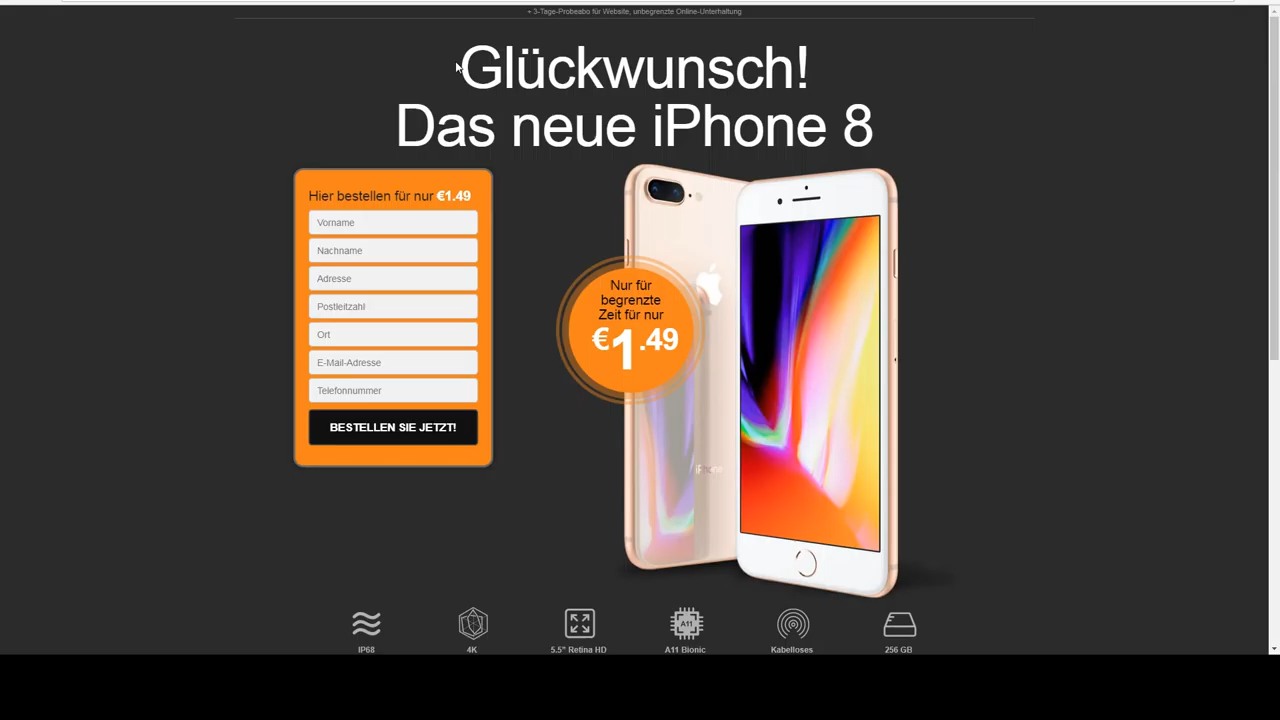 + 3-Tage-Probeabo für Website, unbegrenzte Online-Unterhaltung
Glückwunsch!
Das neue iPhone 8
Hier bestellen für nur €1.49
Vorname
Nachname
Adresse
Postleitzahl
Ort
E-Mail-Adresse
Telefonnummer
BESTELLEN SIE JETZT!
Nur für
begrenzte
Zeit für nur
€1.49
iPhone
A11
IP68
4K
5.5" Retina HD
A11 Bionic
Kabelloses
256 GB